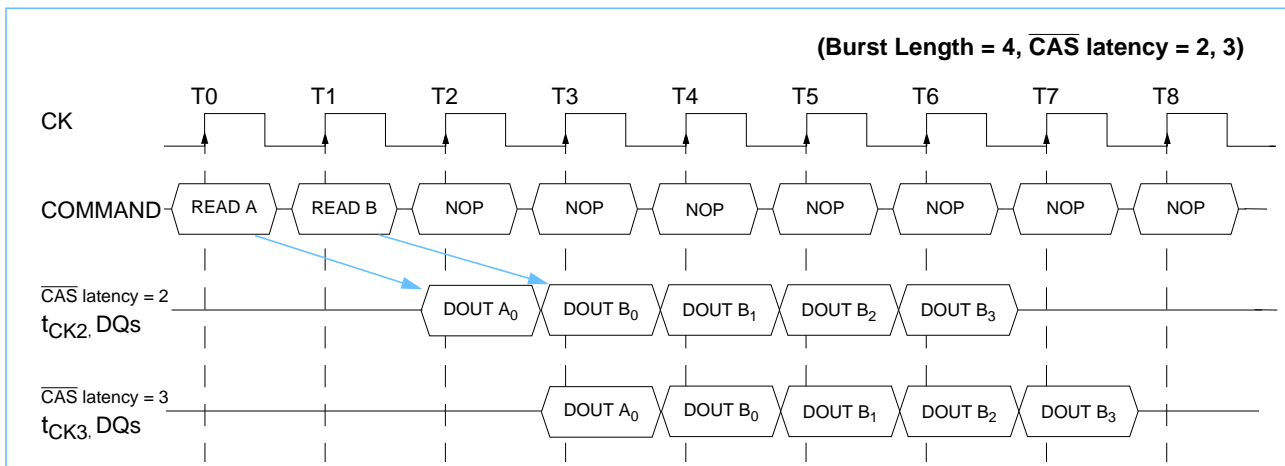 (Burst Length = 4, CAS latency = 2, 3)
T0 T1 T2 T3 T4 T5 T6 T7 T8
CK
COMMAND READ A READ B NOP NOP NOP NOP NOP NOP NOP
CAS latency = 2
tCK2, DQs DOUT A0 DOUT B0 DOUT B1 DOUT B2 DOUT B3
CAS latency = 3
tCK3, DQs DOUT A0 DOUT B0 DOUT B1 DOUT B2 DOUT B3